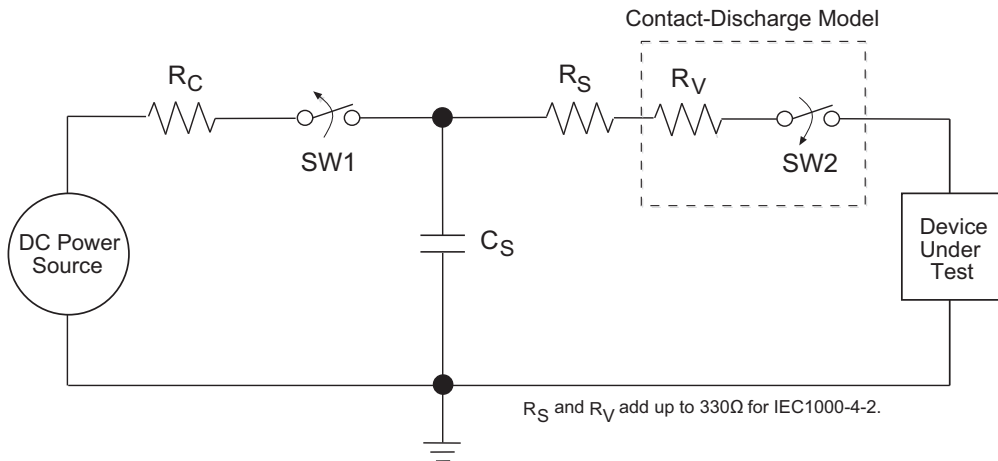 Contact-Discharge Model
RC
RS
RV
SW1
SW2
DC Power
Source
CS
Device
Under
Test
RS and RV add up to 330Ω for IEC1000-4-2.